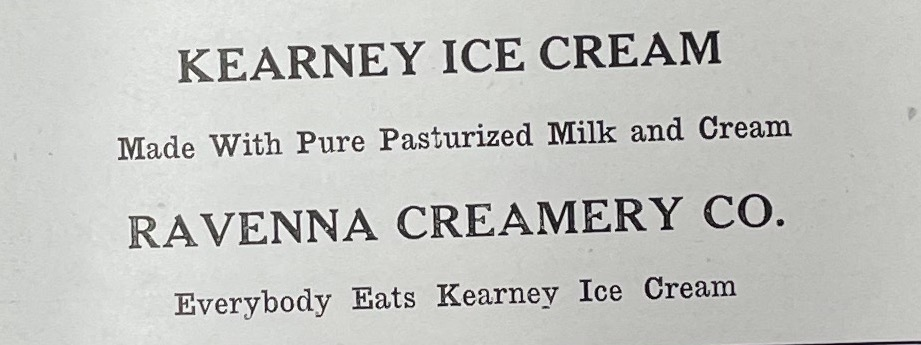 KEARNEY ICE CREAM
Made With Pure Pasturized Milk and Cream
RAVENNA CREAMERY CO.
Everybody Eats Kearney Ice Cream